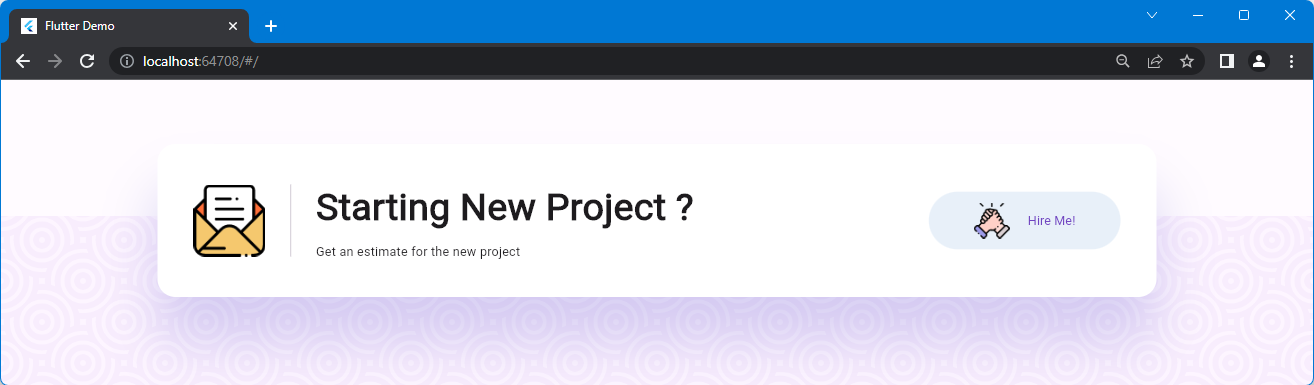 Flutter Demo
localhost:64708/#/
Starting New Project ?
Get an estimate for the new project
Hire Me!